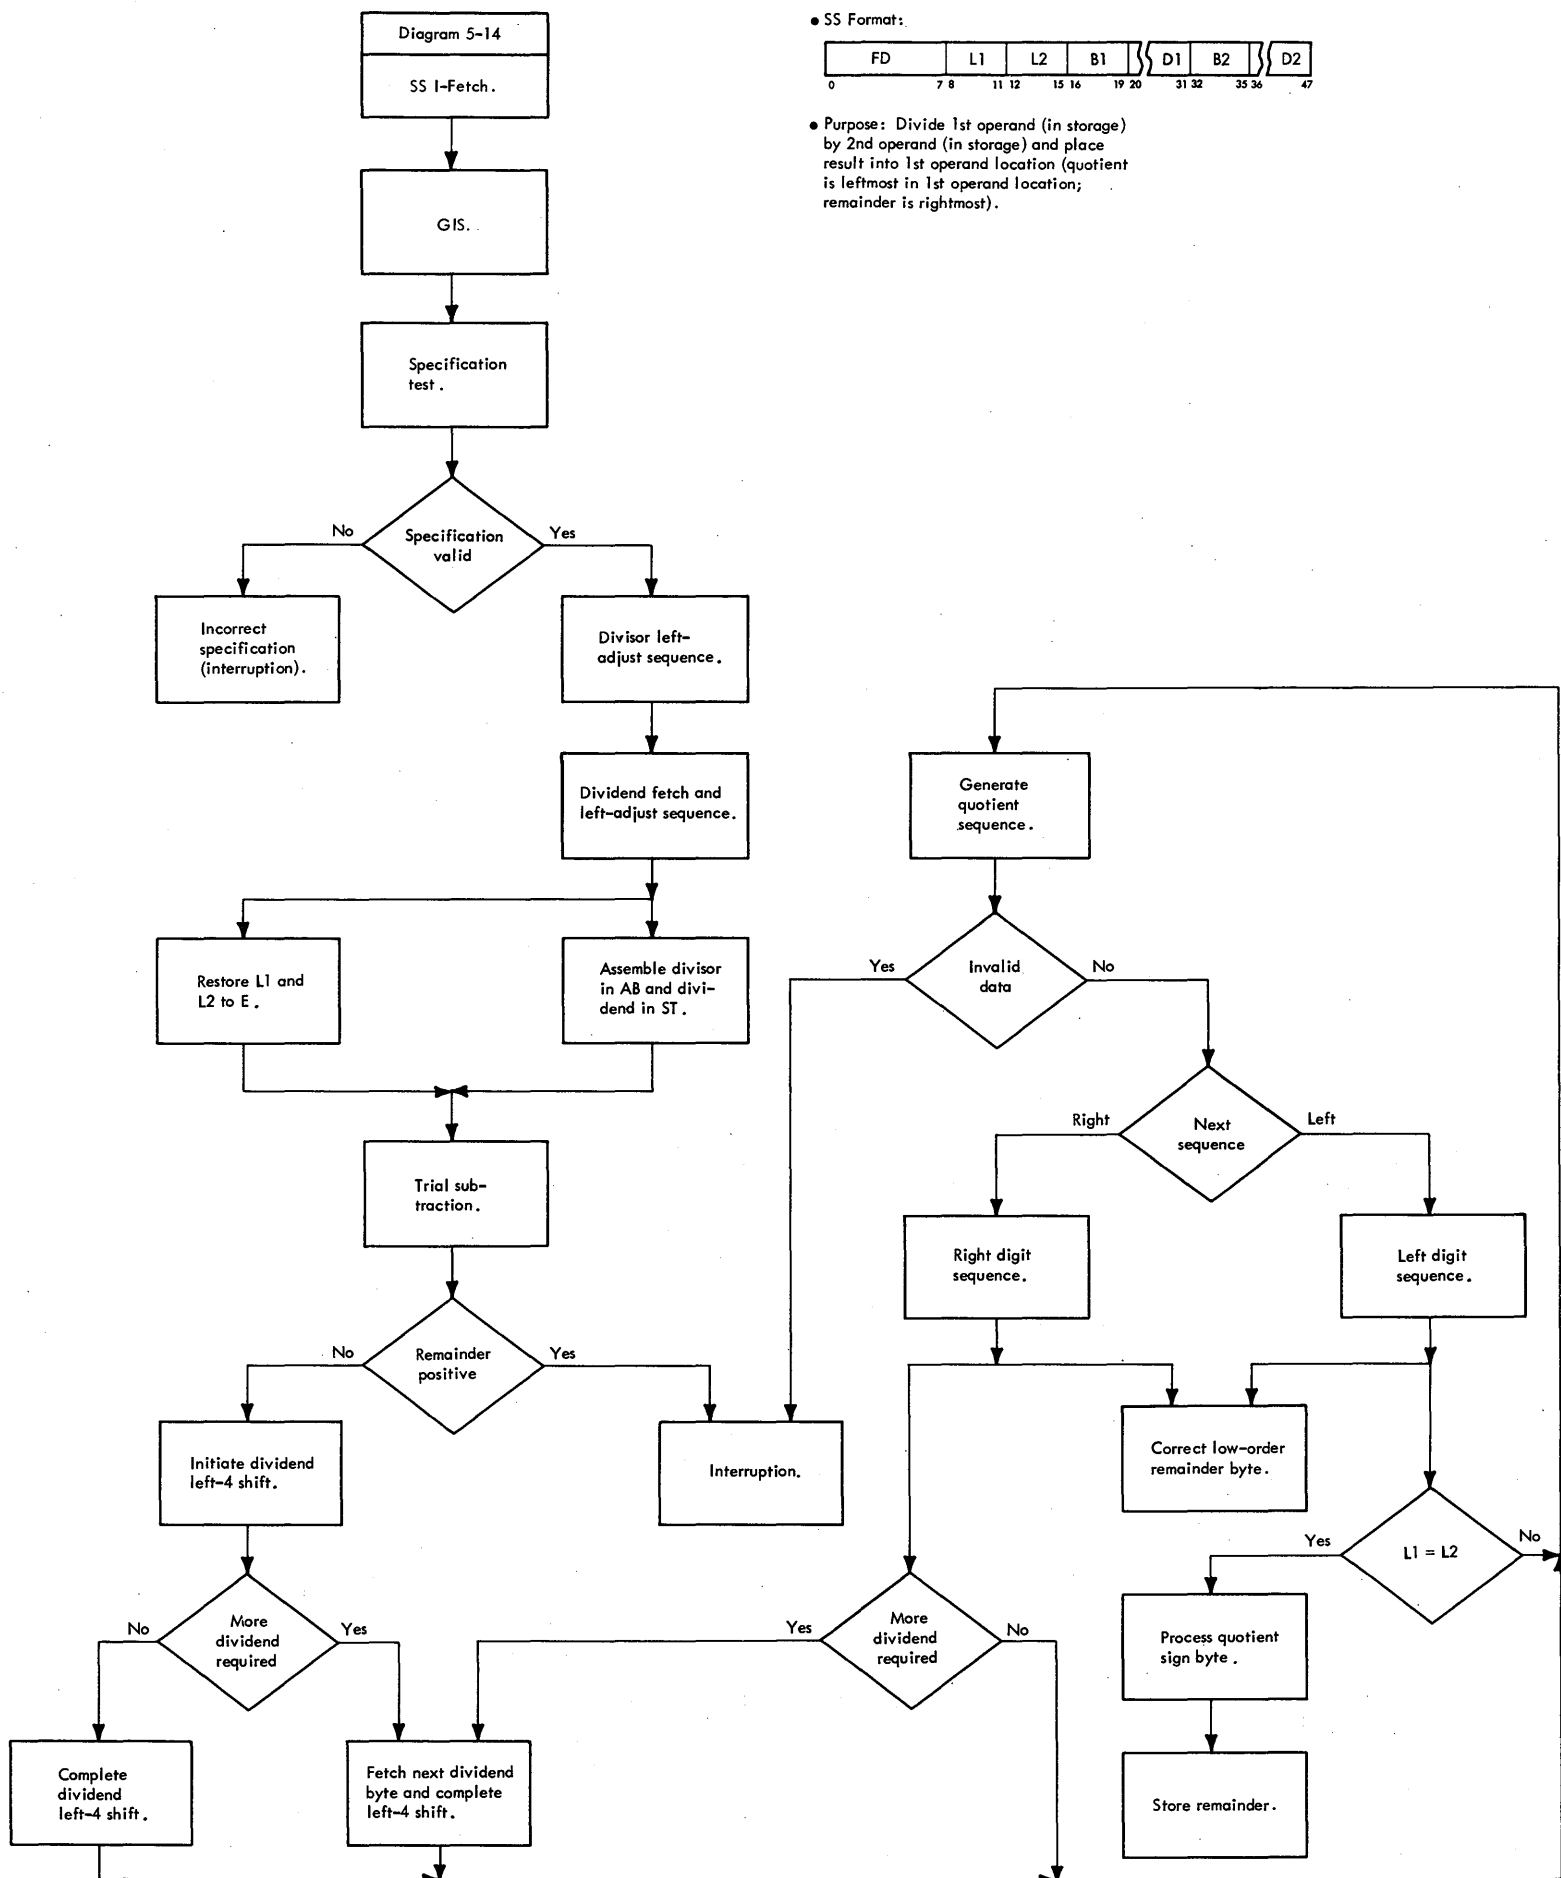 Diagram 5-14
SS I-Fetch.
GIS.
Specification
test.
No
Specification
valid
Yes
Incorrect
specification
(interruption).
Divisor left-
adjust sequence.
Dividend fetch and
left-adjust sequence.
Restore L1 and
L2 to E.
Assemble divisor
in AB and divi-
dend in ST.
Trial sub-
traction.
No
Remainder
positive
Yes
Initiate dividend
left-4 shift.
Interruption.
No
More
dividend
required
Yes
Complete
dividend
left-4 shift.
Fetch next dividend
byte and complete
left-4 shift.
• SS Format:
FD L1 L2 B1 D1 B2 D2
0 7 8 11 12 15 16 19 20 31 32 35 36 47
• Purpose: Divide 1st operand (in storage)
by 2nd operand (in storage) and place
result into 1st operand location (quotient
is leftmost in 1st operand location;
remainder is rightmost).
Generate
quotient
sequence.
Yes
Invalid
data
No
Right
Next
sequence
Left
Right digit
sequence.
Left digit
sequence.
Correct low-order
remainder byte.
Yes
L1 = L2
No
Yes
More
dividend
required
No
Process quotient
sign byte.
Store remainder.